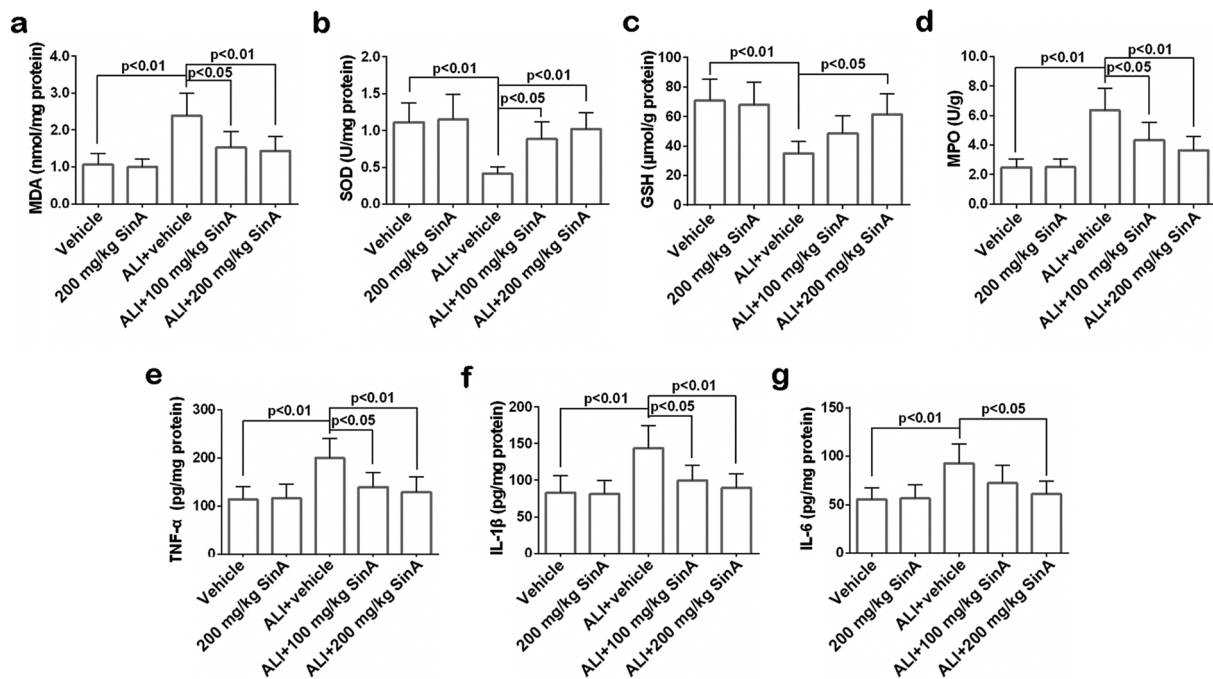 a
MDA (nmol/mg protein)
4.0
3.0
2.0
1.0
0.0
p<0.01
p<0.01
p<0.05
Vehicle
200 mg/kg SinA
ALI+vehicle
ALI+100 mg/kg SinA
ALI+200 mg/kg SinA
b
SOD (U/mg protein)
2.0
1.5
1.0
0.5
0.0
p<0.01
p<0.01
p<0.05
Vehicle
200 mg/kg SinA
ALI+vehicle
ALI+100 mg/kg SinA
ALI+200 mg/kg SinA
c
GSH (μmol/g protein)
100
80
60
40
20
0
p<0.01
p<0.05
Vehicle
200 mg/kg SinA
ALI+vehicle
ALI+100 mg/kg SinA
ALI+200 mg/kg SinA
d
MPO (U/g)
10.0
8.0
6.0
4.0
2.0
0.0
p<0.01
p<0.01
p<0.05
Vehicle
200 mg/kg SinA
ALI+vehicle
ALI+100 mg/kg SinA
ALI+200 mg/kg SinA
e
TNF-α (pg/mg protein)
300
200
100
0
p<0.01
p<0.01
p<0.05
Vehicle
200 mg/kg SinA
ALI+vehicle
ALI+100 mg/kg SinA
ALI+200 mg/kg SinA
f
IL-1β (pg/mg protein)
200
150
100
50
0
p<0.01
p<0.01
p<0.05
Vehicle
200 mg/kg SinA
ALI+vehicle
ALI+100 mg/kg SinA
ALI+200 mg/kg SinA
g
IL-6 (pg/mg protein)
150
100
50
0
p<0.01
p<0.05
Vehicle
200 mg/kg SinA
ALI+vehicle
ALI+100 mg/kg SinA
ALI+200 mg/kg SinA